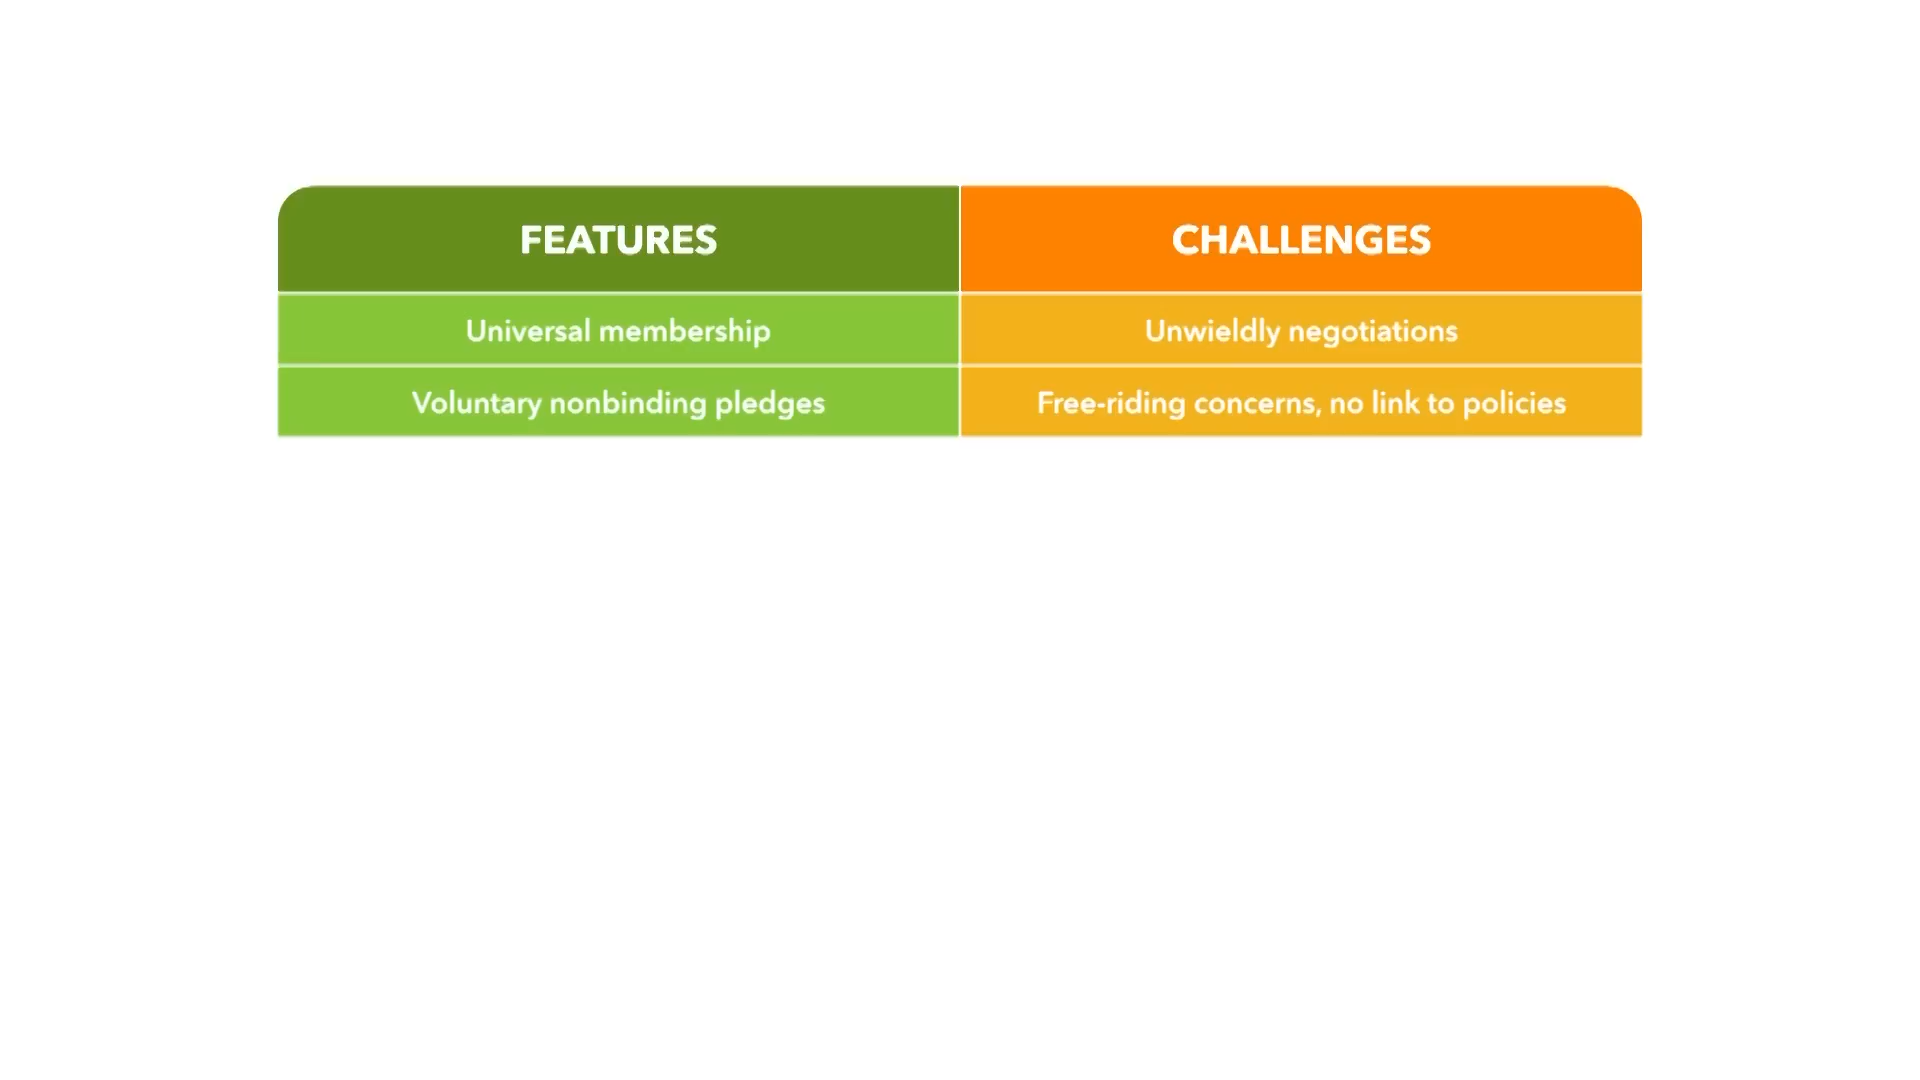 FEATURES CHALLENGES
Universal membership Unwieldly negotiations
Voluntary nonbinding pledges Free-riding concerns, no link to policies